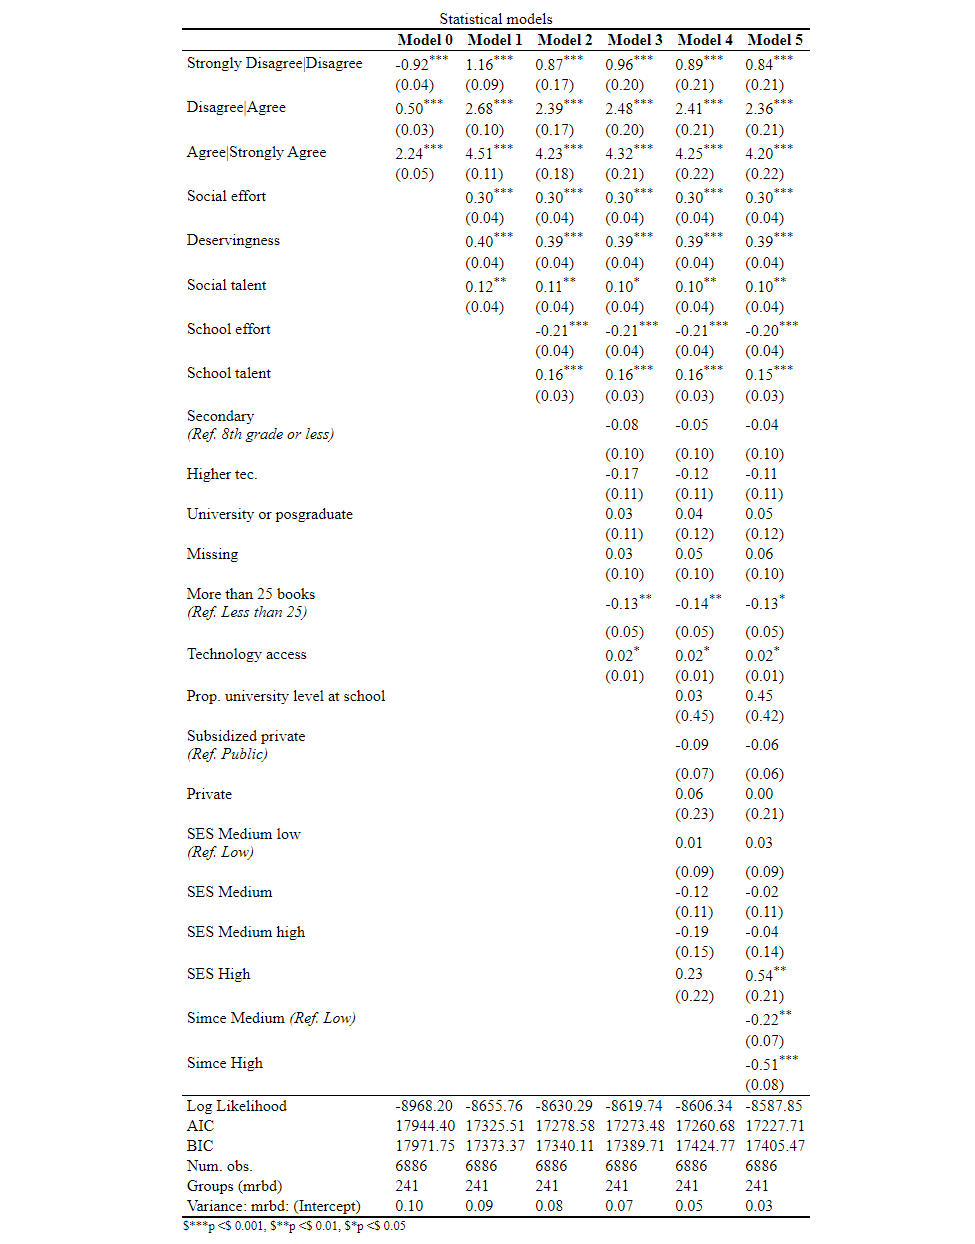 Statistical models
Model 0 Model 1 Model 2 Model 3 Model 4 Model 5
Strongly Disagree|Disagree -0.92*** 1.16*** 0.87*** 0.96*** 0.89*** 0.84***
(0.04) (0.09) (0.17) (0.20) (0.21) (0.21)
Disagree|Agree 0.50*** 2.68*** 2.39*** 2.48*** 2.41*** 2.36***
(0.03) (0.10) (0.17) (0.20) (0.21) (0.21)
Agree|Strongly Agree 2.24*** 4.51*** 4.23*** 4.32*** 4.25*** 4.20***
(0.05) (0.11) (0.18) (0.21) (0.22) (0.22)
Social effort 0.30*** 0.30*** 0.30*** 0.30*** 0.30***
(0.04) (0.04) (0.04) (0.04) (0.04)
Deservingness 0.40*** 0.39*** 0.39*** 0.39*** 0.39***
(0.04) (0.04) (0.04) (0.04) (0.04)
Social talent 0.12** 0.11** 0.10* 0.10** 0.10**
(0.04) (0.04) (0.04) (0.04) (0.04)
School effort -0.21*** -0.21*** -0.21*** -0.20***
(0.04) (0.04) (0.04) (0.04)
School talent 0.16*** 0.16*** 0.16*** 0.15***
(0.03) (0.03) (0.03) (0.03)
Secondary
(Ref. 8th grade or less) -0.08 -0.05 -0.04
(0.10) (0.10) (0.10)
Higher tec. -0.17 -0.12 -0.11
(0.11) (0.11) (0.11)
University or posgraduate 0.03 0.04 0.05
(0.11) (0.12) (0.12)
Missing 0.03 0.05 0.06
(0.10) (0.10) (0.10)
More than 25 books
(Ref. Less than 25) -0.13** -0.14** -0.13*
(0.05) (0.05) (0.05)
Technology access 0.02* 0.02* 0.02*
(0.01) (0.01) (0.01)
Prop. university level at school 0.03 0.45
(0.45) (0.42)
Subsidized private
(Ref. Public) -0.09 -0.06
(0.07) (0.06)
Private 0.06 0.00
(0.23) (0.21)
SES Medium low
(Ref. Low) 0.01 0.03
(0.09) (0.09)
SES Medium -0.12 -0.02
(0.11) (0.11)
SES Medium high -0.19 -0.04
(0.15) (0.14)
SES High 0.23 0.54**
(0.22) (0.21)
Simce Medium (Ref. Low) -0.22**
(0.07)
Simce High -0.51***
(0.08)
Log Likelihood -8968.20 -8655.76 -8630.29 -8619.74 -8606.34 -8587.85
AIC 17944.40 17325.51 17278.58 17273.48 17260.68 17227.71
BIC 17971.75 17373.37 17340.11 17389.71 17424.77 17405.47
Num. obs. 6886 6886 6886 6886 6886 6886
Groups (mrbd) 241 241 241 241 241 241
Variance: mrbd: (Intercept) 0.10 0.09 0.08 0.07 0.05 0.03
$***p <$ 0.001, $**p <$ 0.01, $*p <$ 0.05